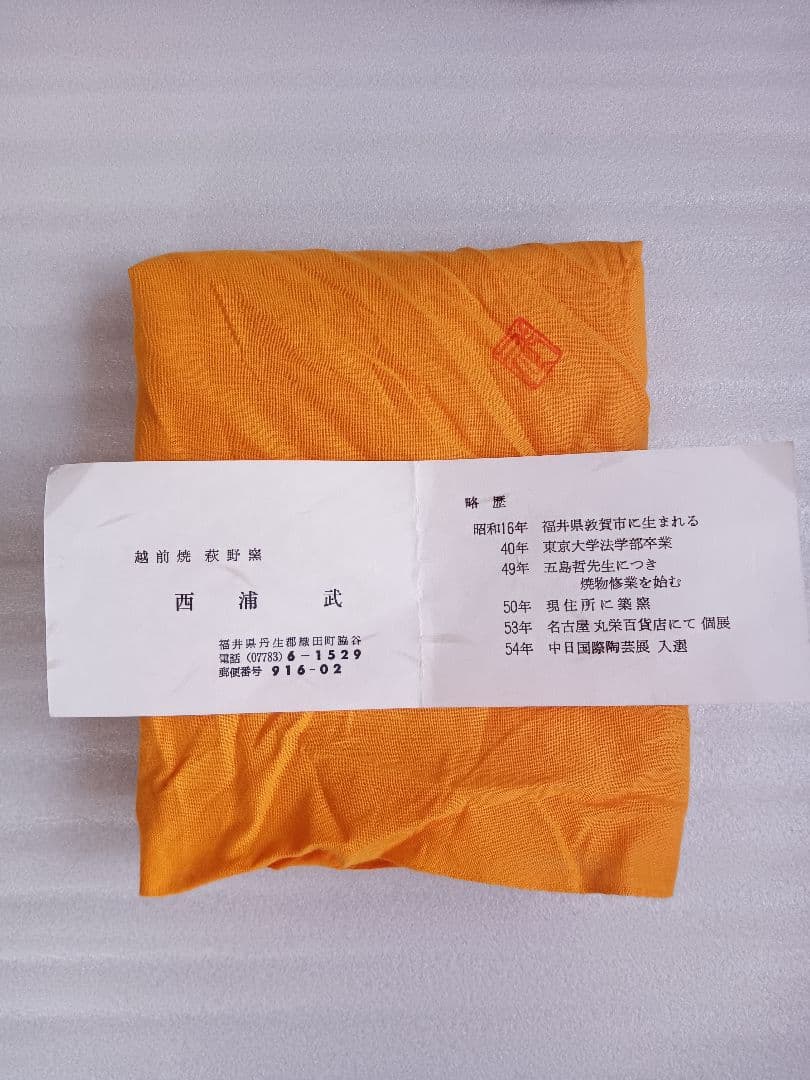 越前焼 萩野窯
西浦 武
福井県丹生郡織田町脇谷
電話 (07783) 6-1529
郵便番号 916-02
略歴
昭和16年 福井県敦賀市に生まれる
40年 東京大学法学部卒業
49年 五島哲先生につき
焼物修業を始む
50年 現住所に築窯
53年 名古屋 丸栄百貨店にて 個展
54年 中日国際陶芸展 入選